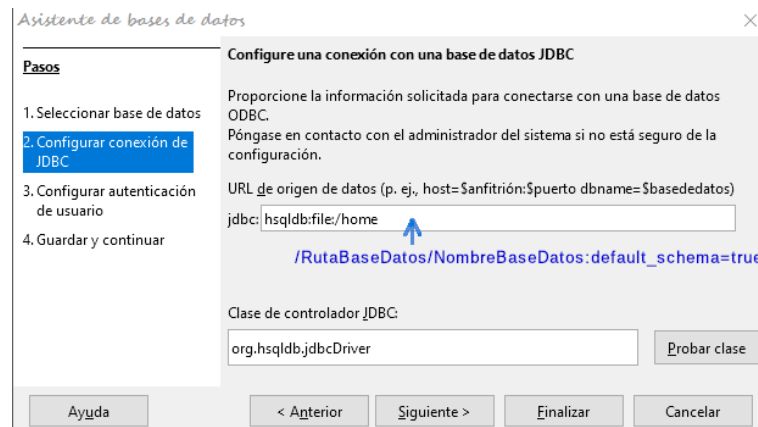 Asistente de bases de datos
Pasos
1. Seleccionar base de datos
2. Configurar conexión de
JDBC
3. Configurar autenticación
de usuario
4. Guardar y continuar
Configure una conexión con una base de datos JDBC
Proporcione la información solicitada para conectarse con una base de datos
ODBC.
Póngase en contacto con el administrador del sistema si no está seguro de la
configuración.
URL de origen de datos (p. ej., host=$anfitrión:$puerto dbname=$basededatos)
jdbc: hsqldb:file:/home
/RutaBaseDatos/NombreBaseDatos:default_schema=true
Clase de controlador JDBC:
org.hsqldb.jdbcDriver
Probar clase
Ayuda
< Anterior
Siguiente >
Finalizar
Cancelar